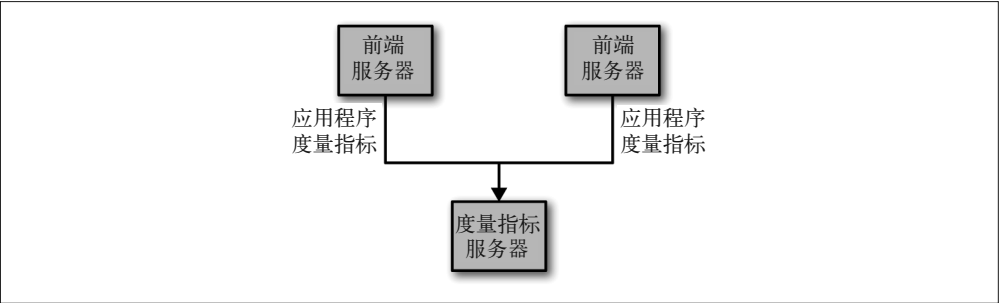 前端
服务器
前端
服务器
应用程序
度量指标
应用程序
度量指标
度量指标
服务器